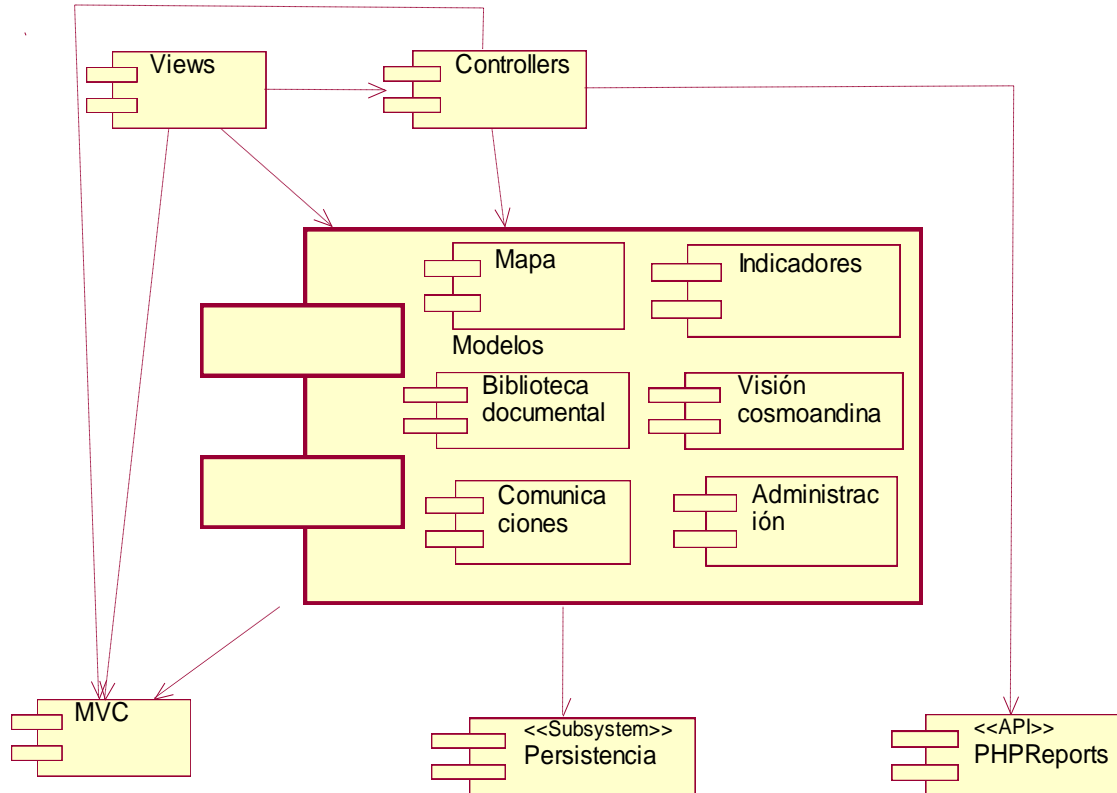 Views
Controllers
Mapa
Indicadores
Modelos
Biblioteca
documental
Visión
cosmoandina
Comunica
ciones
Administrac
ión
MVC
<<Subsystem>>
Persistencia
<<API>>
PHPReports